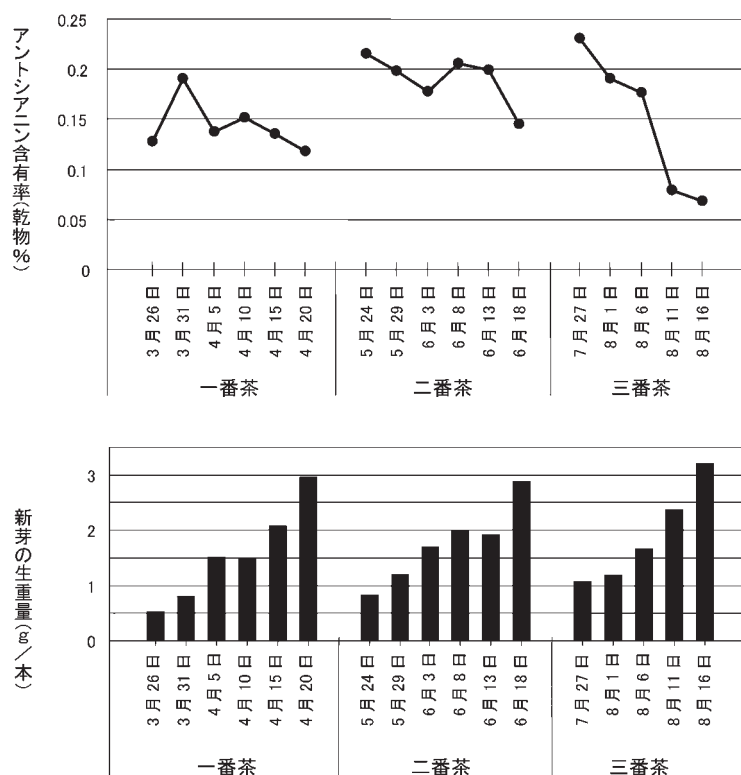 アントシアニン含有率(乾物%)
0.25
0.2
0.15
0.1
0.05
0
3月26日
3月31日
4月5日
4月10日
4月15日
4月20日
5月24日
5月29日
6月3日
6月8日
6月13日
6月18日
7月27日
8月1日
8月6日
8月11日
8月16日
一番茶
二番茶
三番茶
新芽の生重量(g/本)
3
2
1
0
3月26日
3月31日
4月5日
4月10日
4月15日
4月20日
5月24日
5月29日
6月3日
6月8日
6月13日
6月18日
7月27日
8月1日
8月6日
8月11日
8月16日
一番茶
二番茶
三番茶